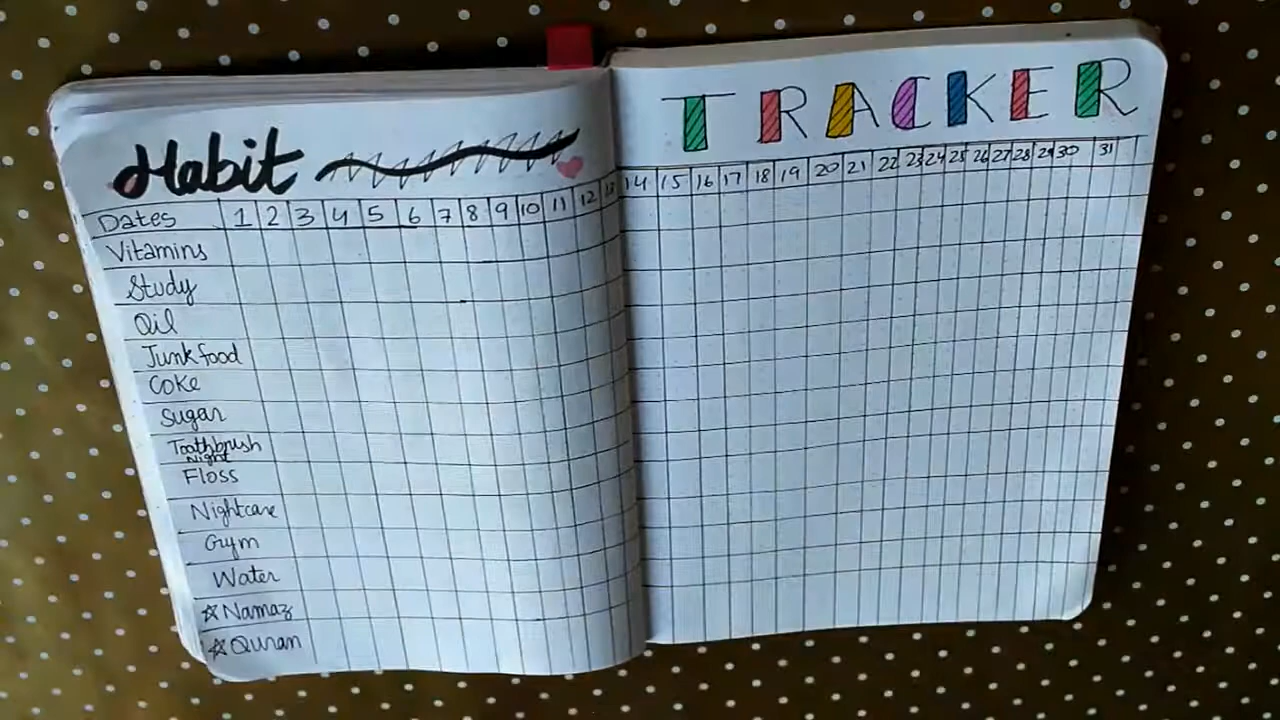 Habit TRACKER
Dates 1 2 3 4 5 6 7 8 9 10 11 12 13 14 15 16 17 18 19 20 21 22 23 24 25 26 27 28 29 30 31
Vitamins
Study
Oil
Junkfood
Coke
Sugar
Toothbrush
Night
Floss
Nightcare
Gym
Water
☆ Namaz
☆ Quran